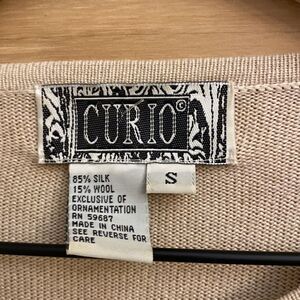 CURIO©
85% SILK
15% WOOL
EXCLUSIVE OF
ORNAMENTATION
RN 59687
MADE IN CHINA
SEE REVERSE FOR
CARE
S